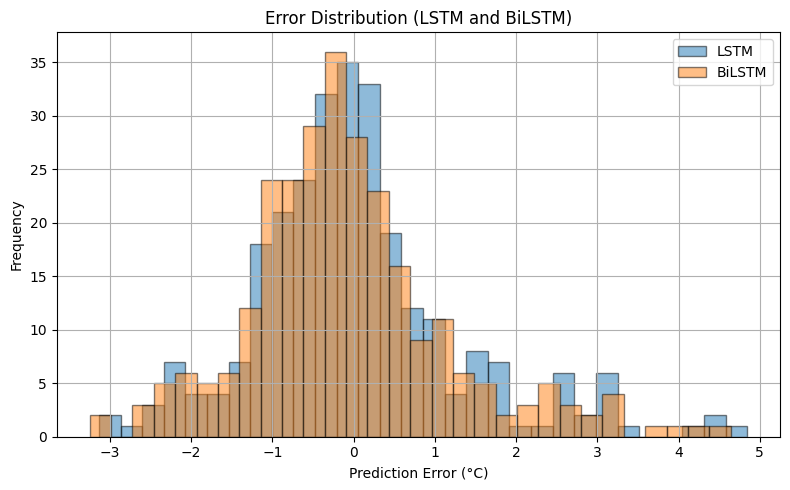 Error Distribution (LSTM and BiLSTM)
LSTM
BiLSTM
35
30
25
20
15
10
5
0
Frequency
−3 −2 −1 0 1 2 3 4 5
Prediction Error (°C)